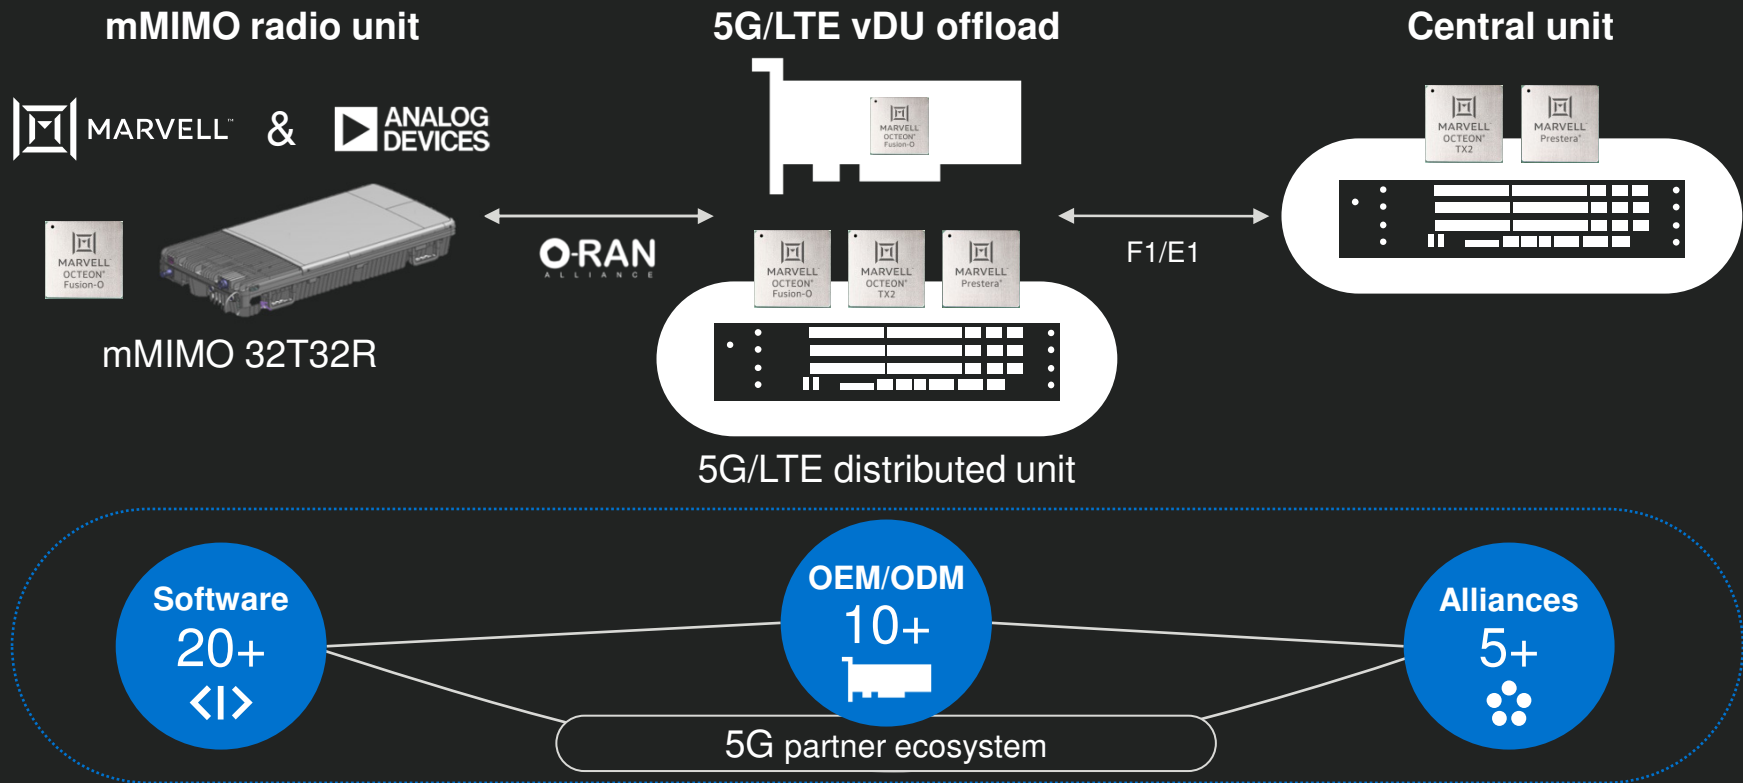 mMIMO radio unit
5G/LTE vDU offload
Central unit
MARVELL™ & ANALOG DEVICES
MARVELL
OCTEON®
Fusion-O
MARVELL
OCTEON®
TX2
MARVELL
Prestera®
MARVELL
OCTEON®
Fusion-O
O-RAN
ALLIANCE
F1/E1
MARVELL
OCTEON®
Fusion-O
MARVELL
OCTEON®
TX2
MARVELL
Prestera®
mMIMO 32T32R
5G/LTE distributed unit
Software
20+
OEM/ODM
10+
Alliances
5+
5G partner ecosystem